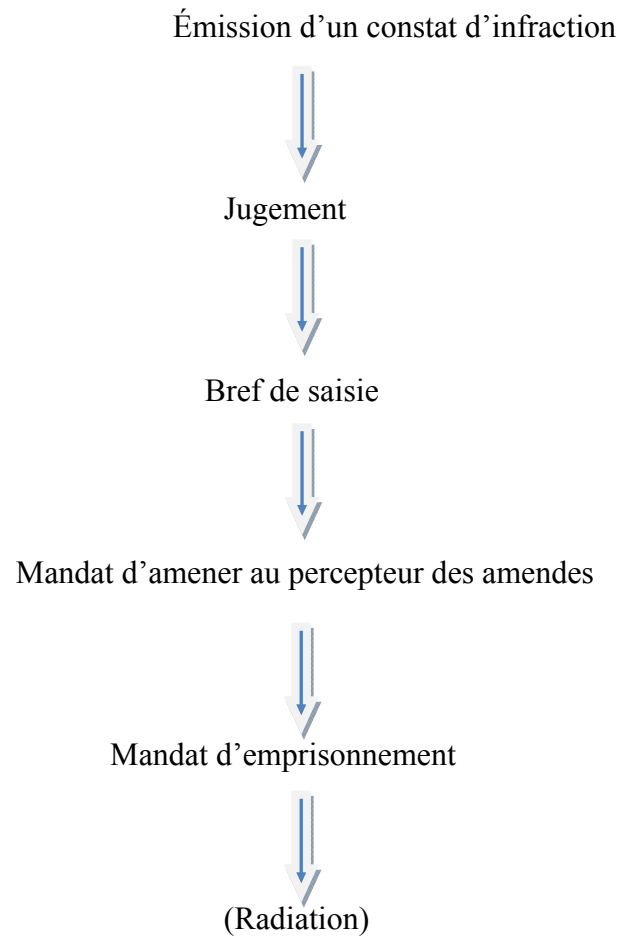 Émission d’un constat d’infraction
Jugement
Bref de saisie
Mandat d’amener au percepteur des amendes
Mandat d’emprisonnement
(Radiation)